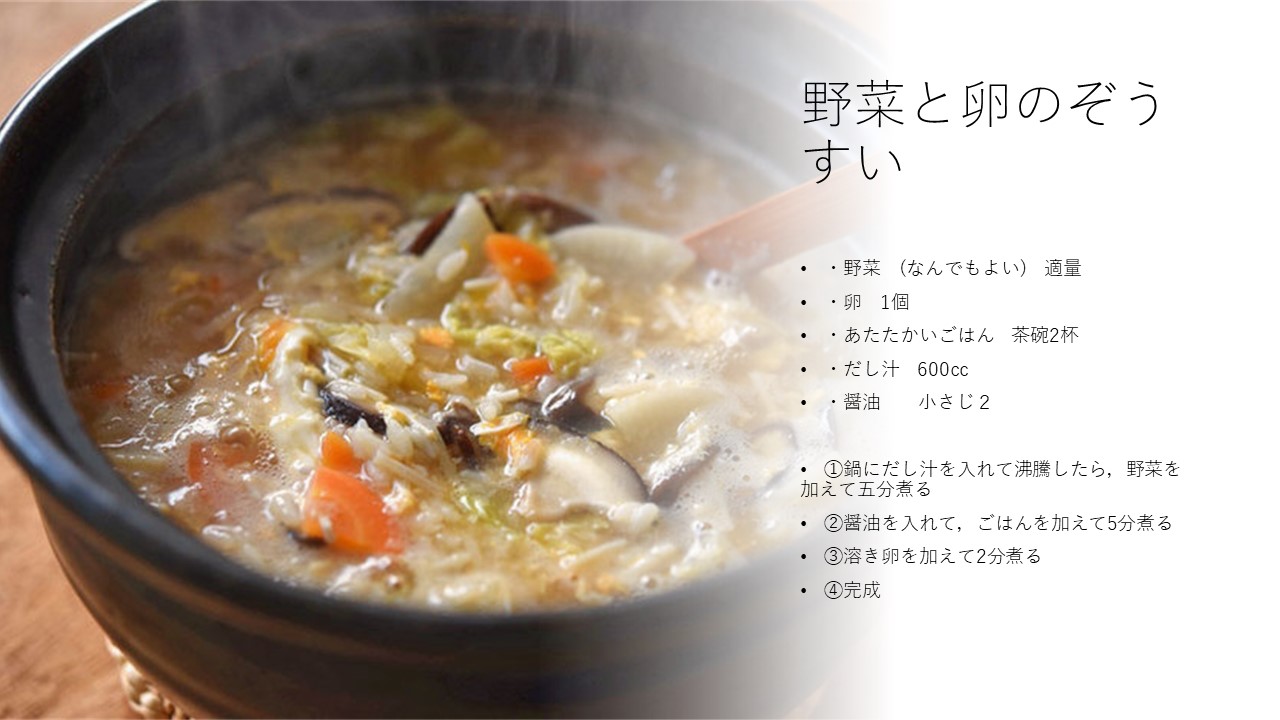 野菜と卵のぞう
すい
• ・野菜　(なんでもよい)　適量
• ・卵　1個
• ・あたたかいごはん　茶碗2杯
• ・だし汁　600cc
• ・醤油　　小さじ２
• ①鍋にだし汁を入れて沸騰したら，野菜を
加えて五分煮る
• ②醤油を入れて，ごはんを加えて5分煮る
• ③溶き卵を加えて2分煮る
• ④完成